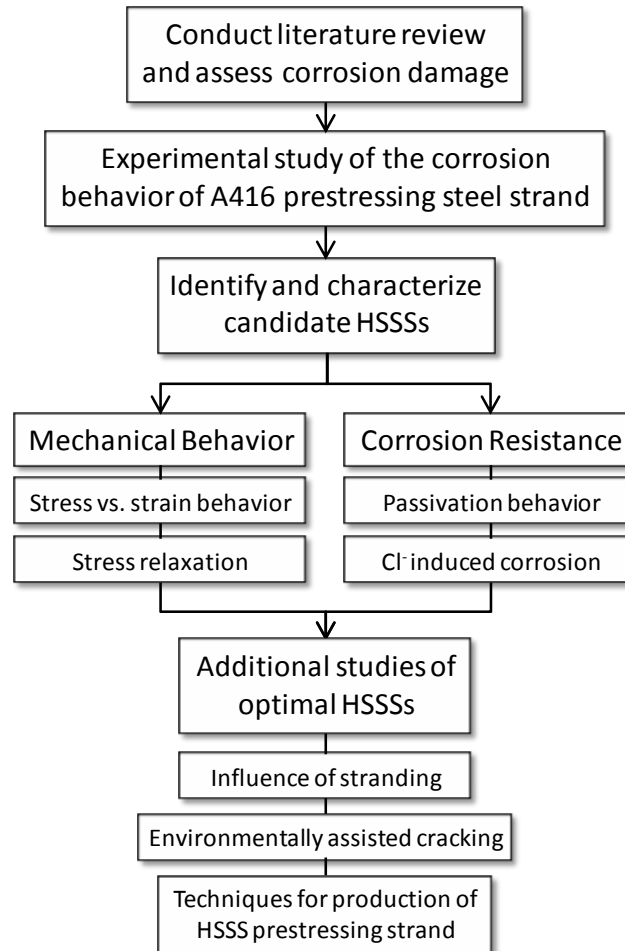 Conduct literature review
and assess corrosion damage
Experimental study of the corrosion
behavior of A416 prestressing steel strand
Identify and characterize
candidate HSSSs
Mechanical Behavior
Stress vs. strain behavior
Stress relaxation
Corrosion Resistance
Passivation behavior
Cl⁻ induced corrosion
Additional studies of
optimal HSSSs
Influence of stranding
Environmentally assisted cracking
Techniques for production of
HSSS prestressing strand